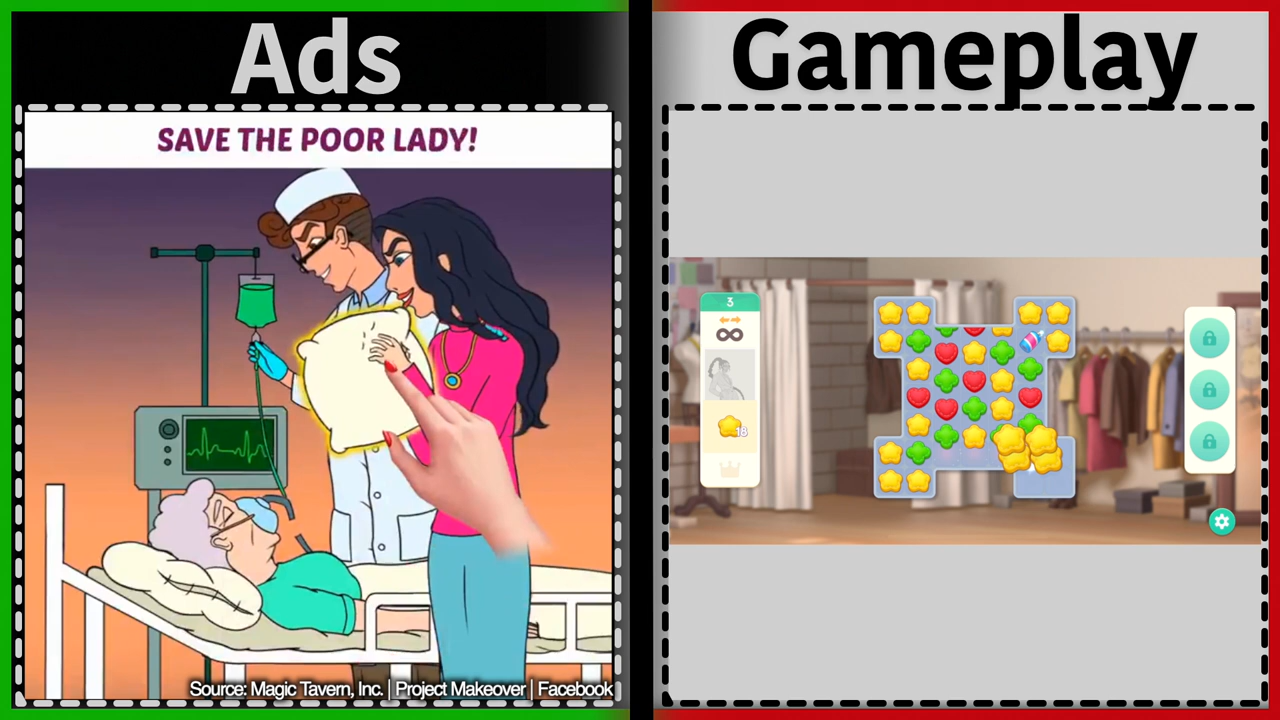 Ads
Gameplay
SAVE THE POOR LADY!
3
18
Source: Magic Tavern, Inc. | Project Makeover | Facebook